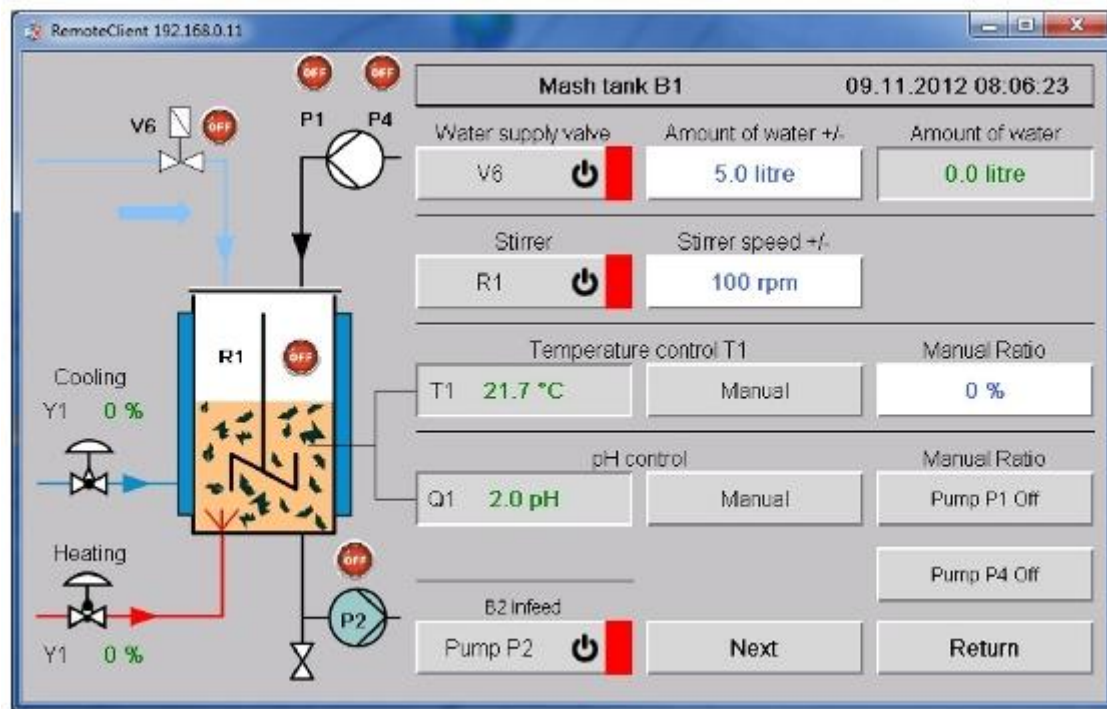 RemoteClient 192.168.0.11
OFF OFF
Mash tank B1 09.11.2012 08:06:23
V6 OFF P1 P4
Water supply valve Amount of water +/- Amount of water
V6 5.0 litre 0.0 litre
Stirrer Stirrer speed +/-
R1 100 rpm
R1 OFF
Temperature control T1 Manual Ratio
Cooling
T1 21.7 °C Manual 0 %
Y1 0 %
pH control Manual Ratio
Q1 2.0 pH Manual Pump P1 Off
Heating
OFF
Pump P4 Off
B2 infeed
P2
Y1 0 %
Pump P2 Next Return